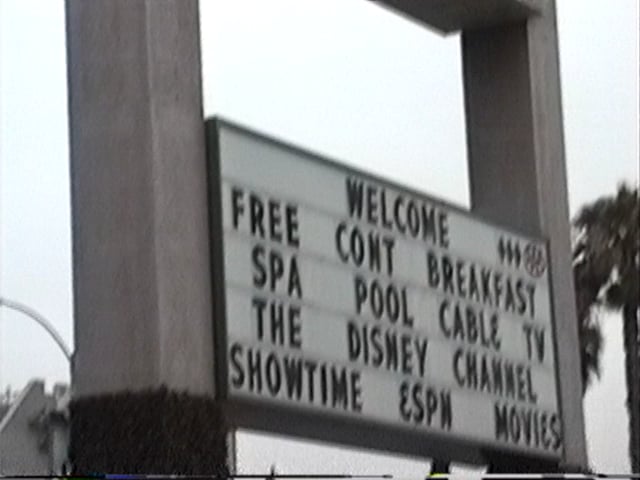 WELCOME
FREE CONT BREAKFAST
SPA POOL CABLE TV
THE DISNEY CHANNEL
SHOWTIME ESPN MOVIES